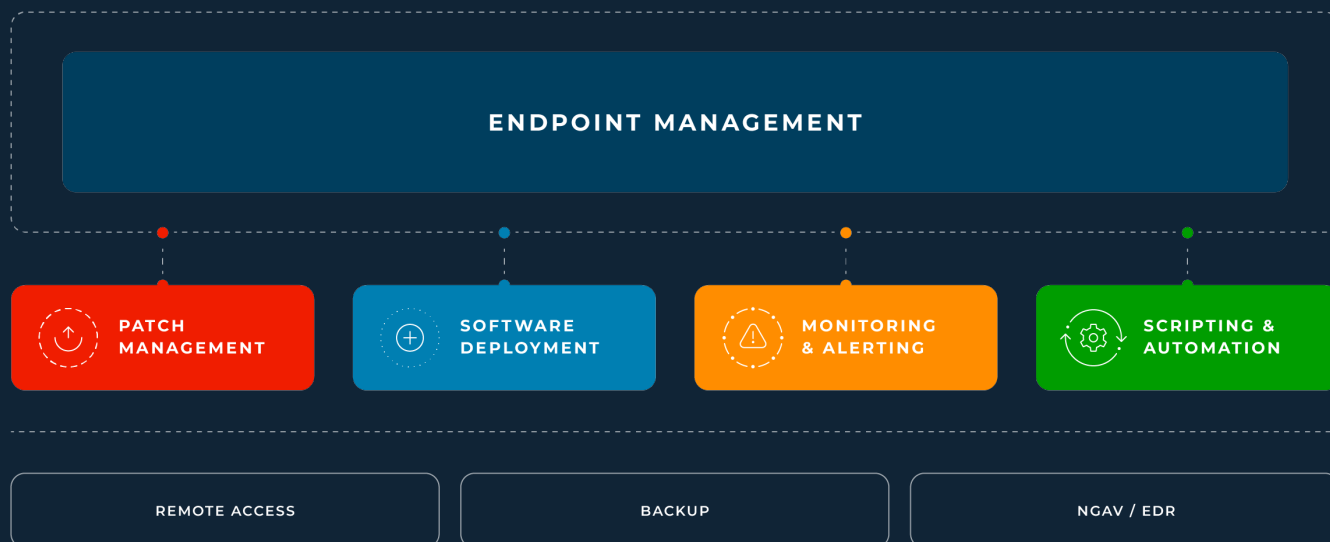 ENDPOINT MANAGEMENT
PATCH
MANAGEMENT
SOFTWARE
DEPLOYMENT
MONITORING
& ALERTING
SCRIPTING &
AUTOMATION
REMOTE ACCESS
BACKUP
NGAV / EDR